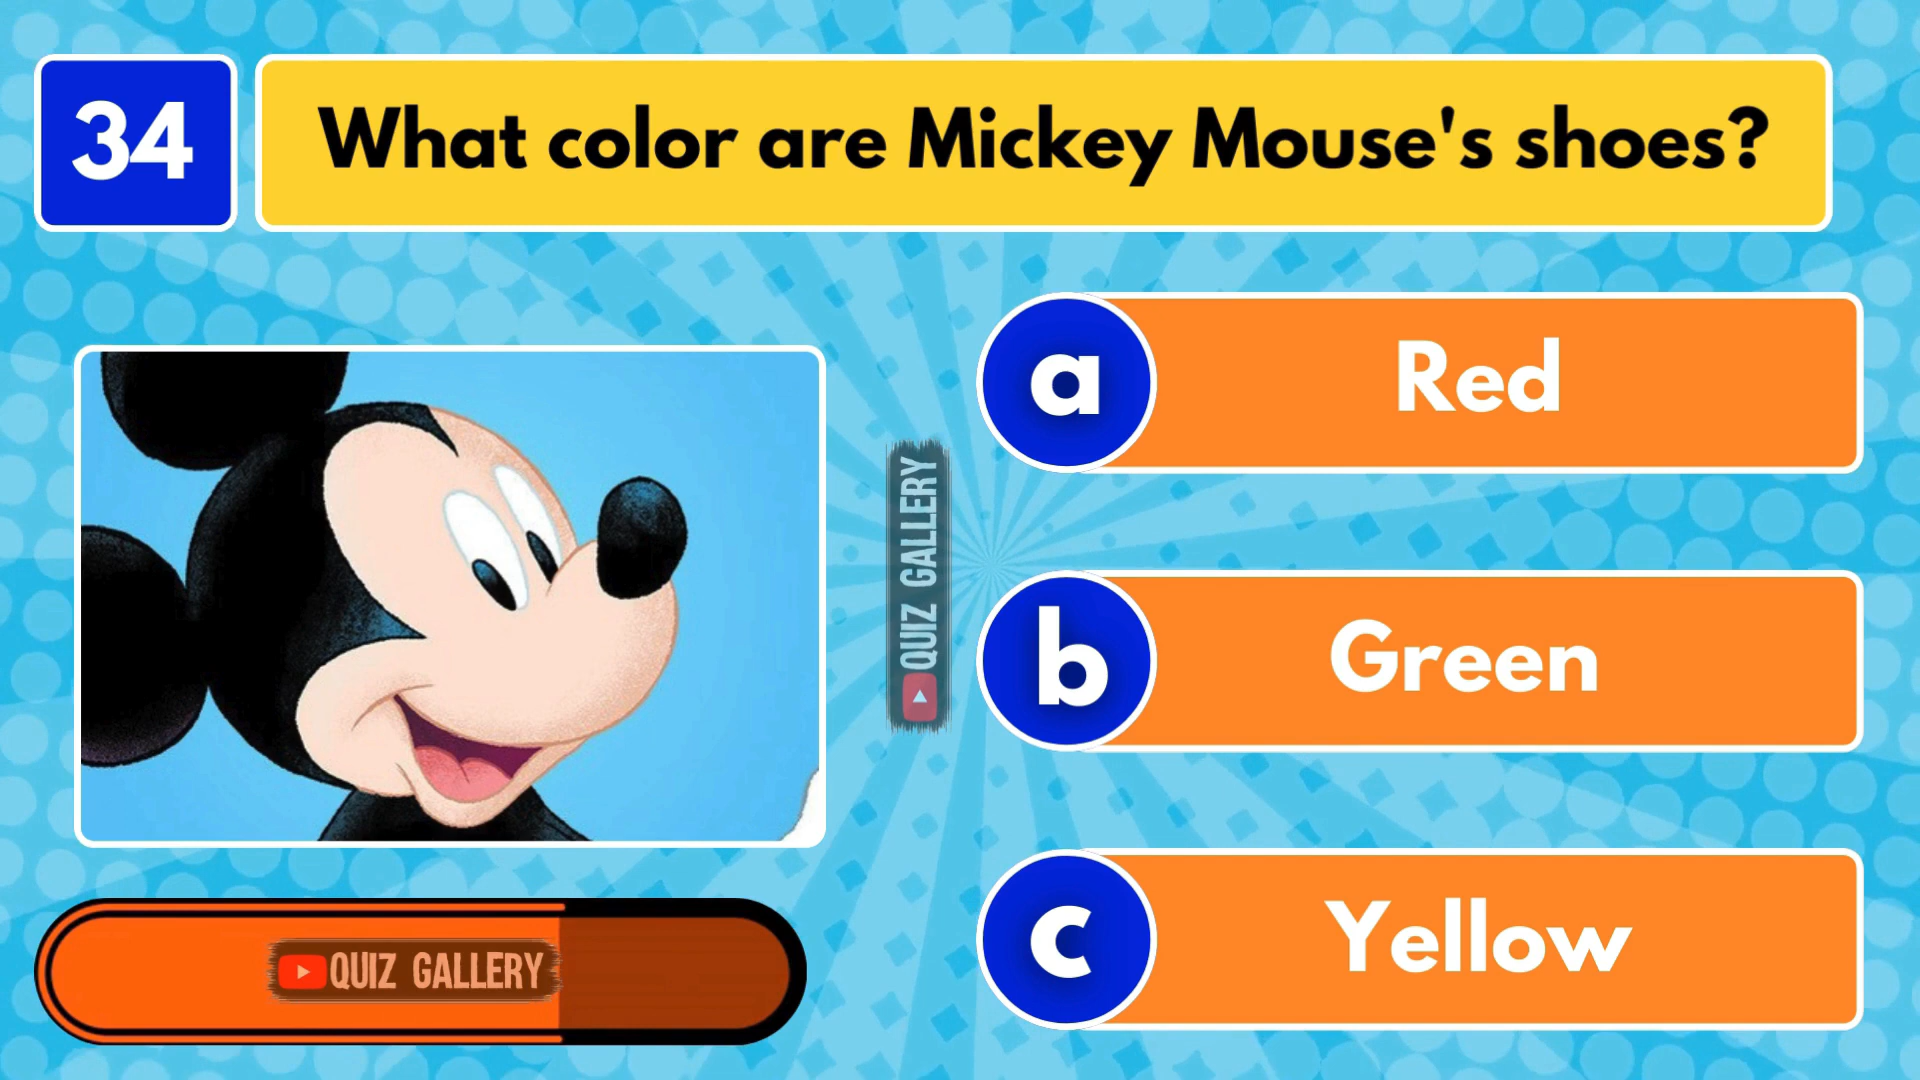 34
What color are Mickey Mouse's shoes?
a
Red
b
Green
c
Yellow
QUIZ GALLERY
QUIZ GALLERY